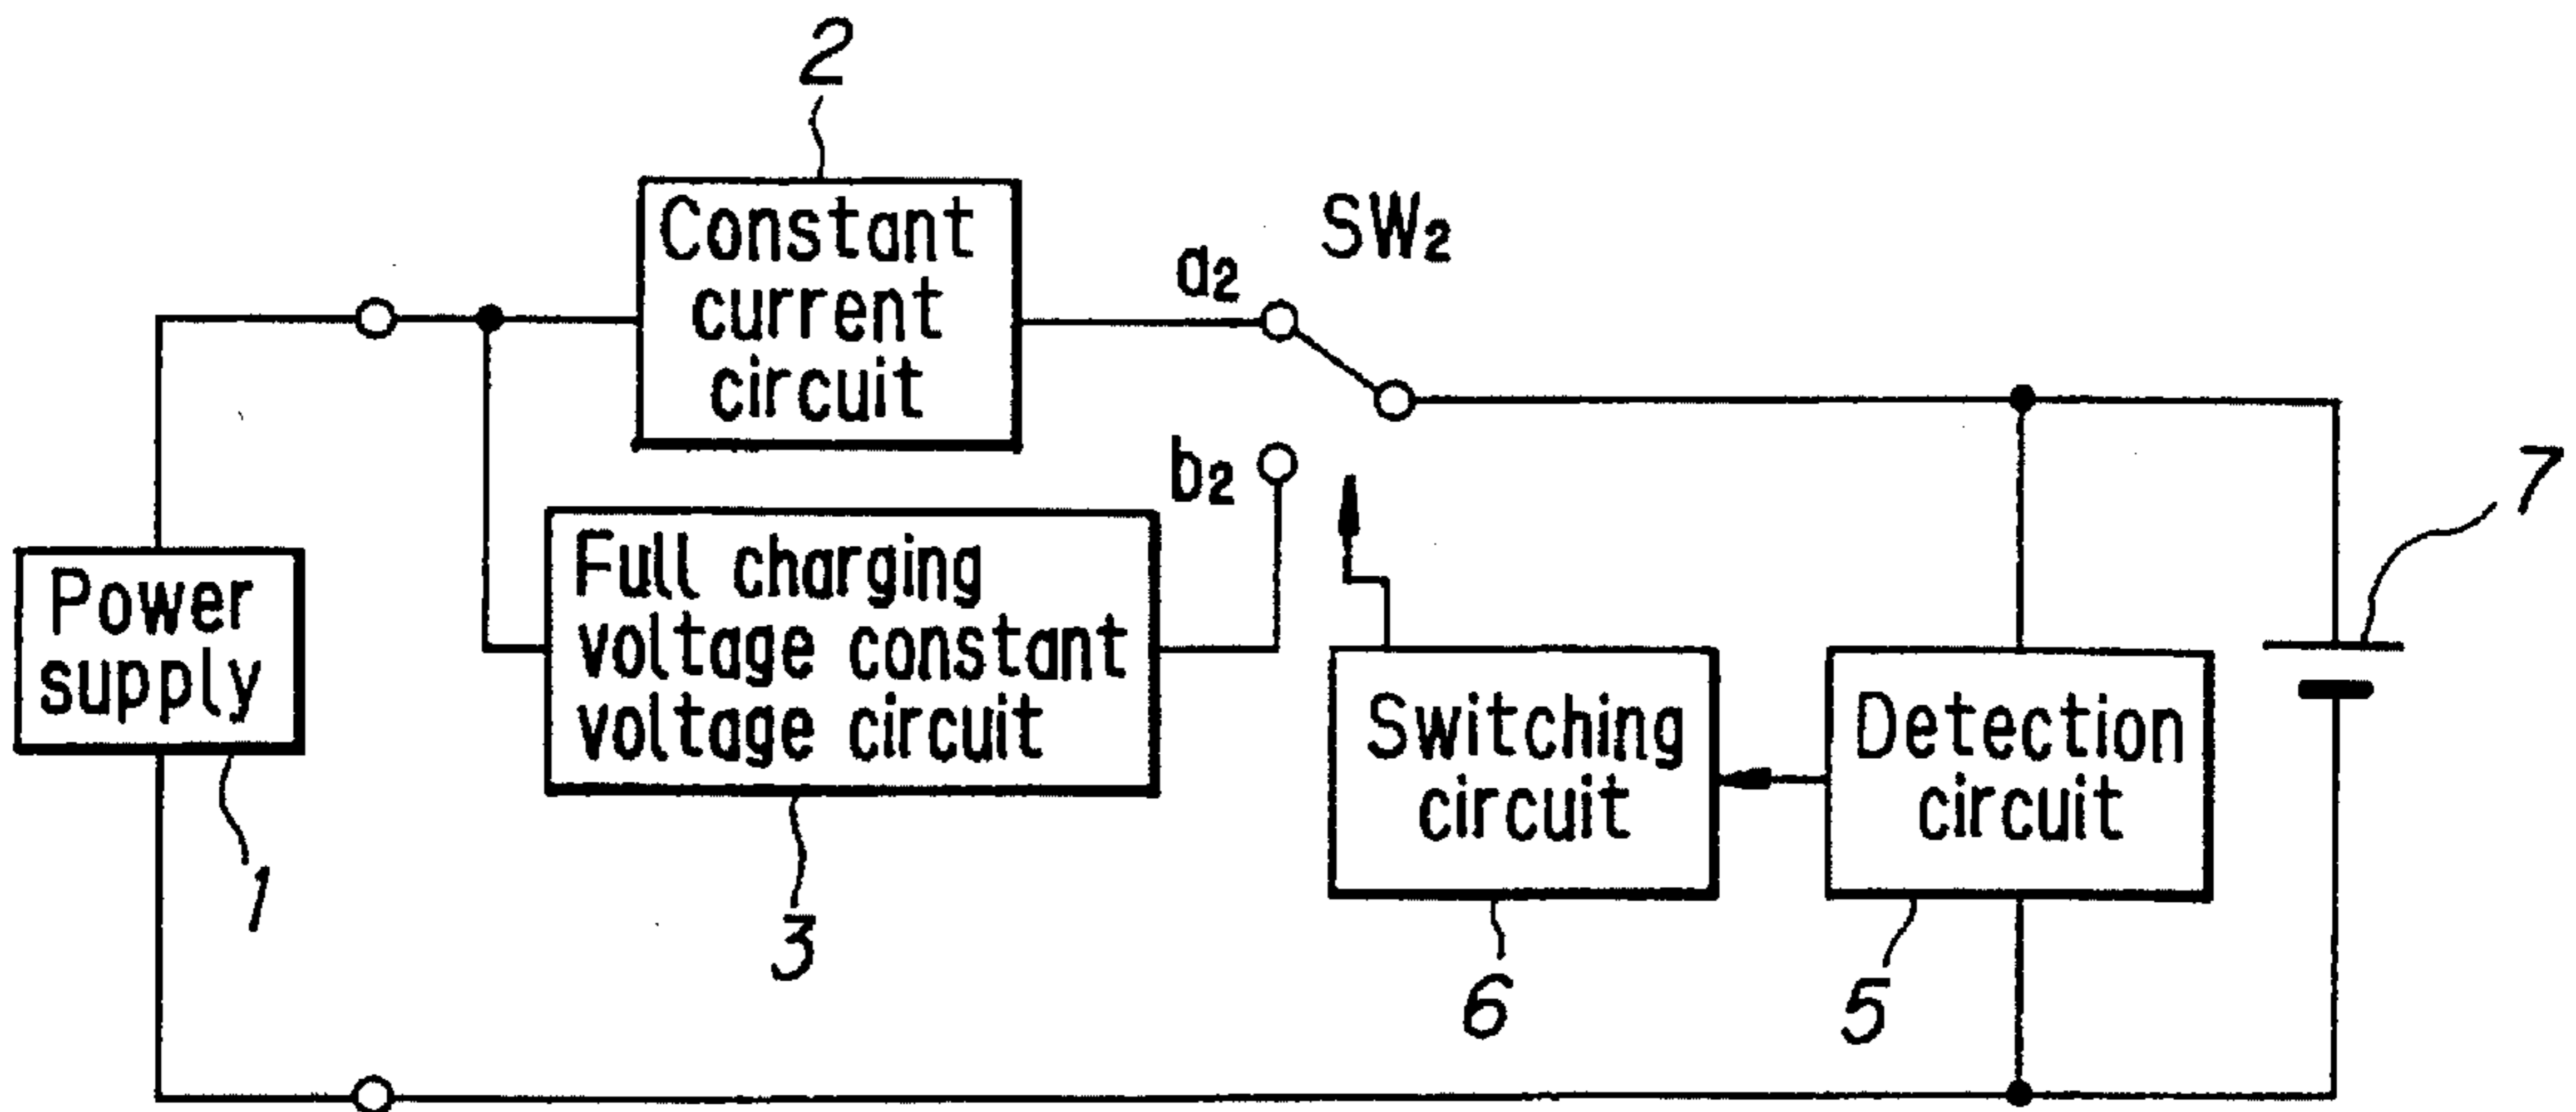 2
Constant
current
circuit
SW₂
a₂
b₂
7
Full charging
voltage constant
voltage circuit
Power
supply
Switching
circuit
Detection
circuit
1
3
6
5